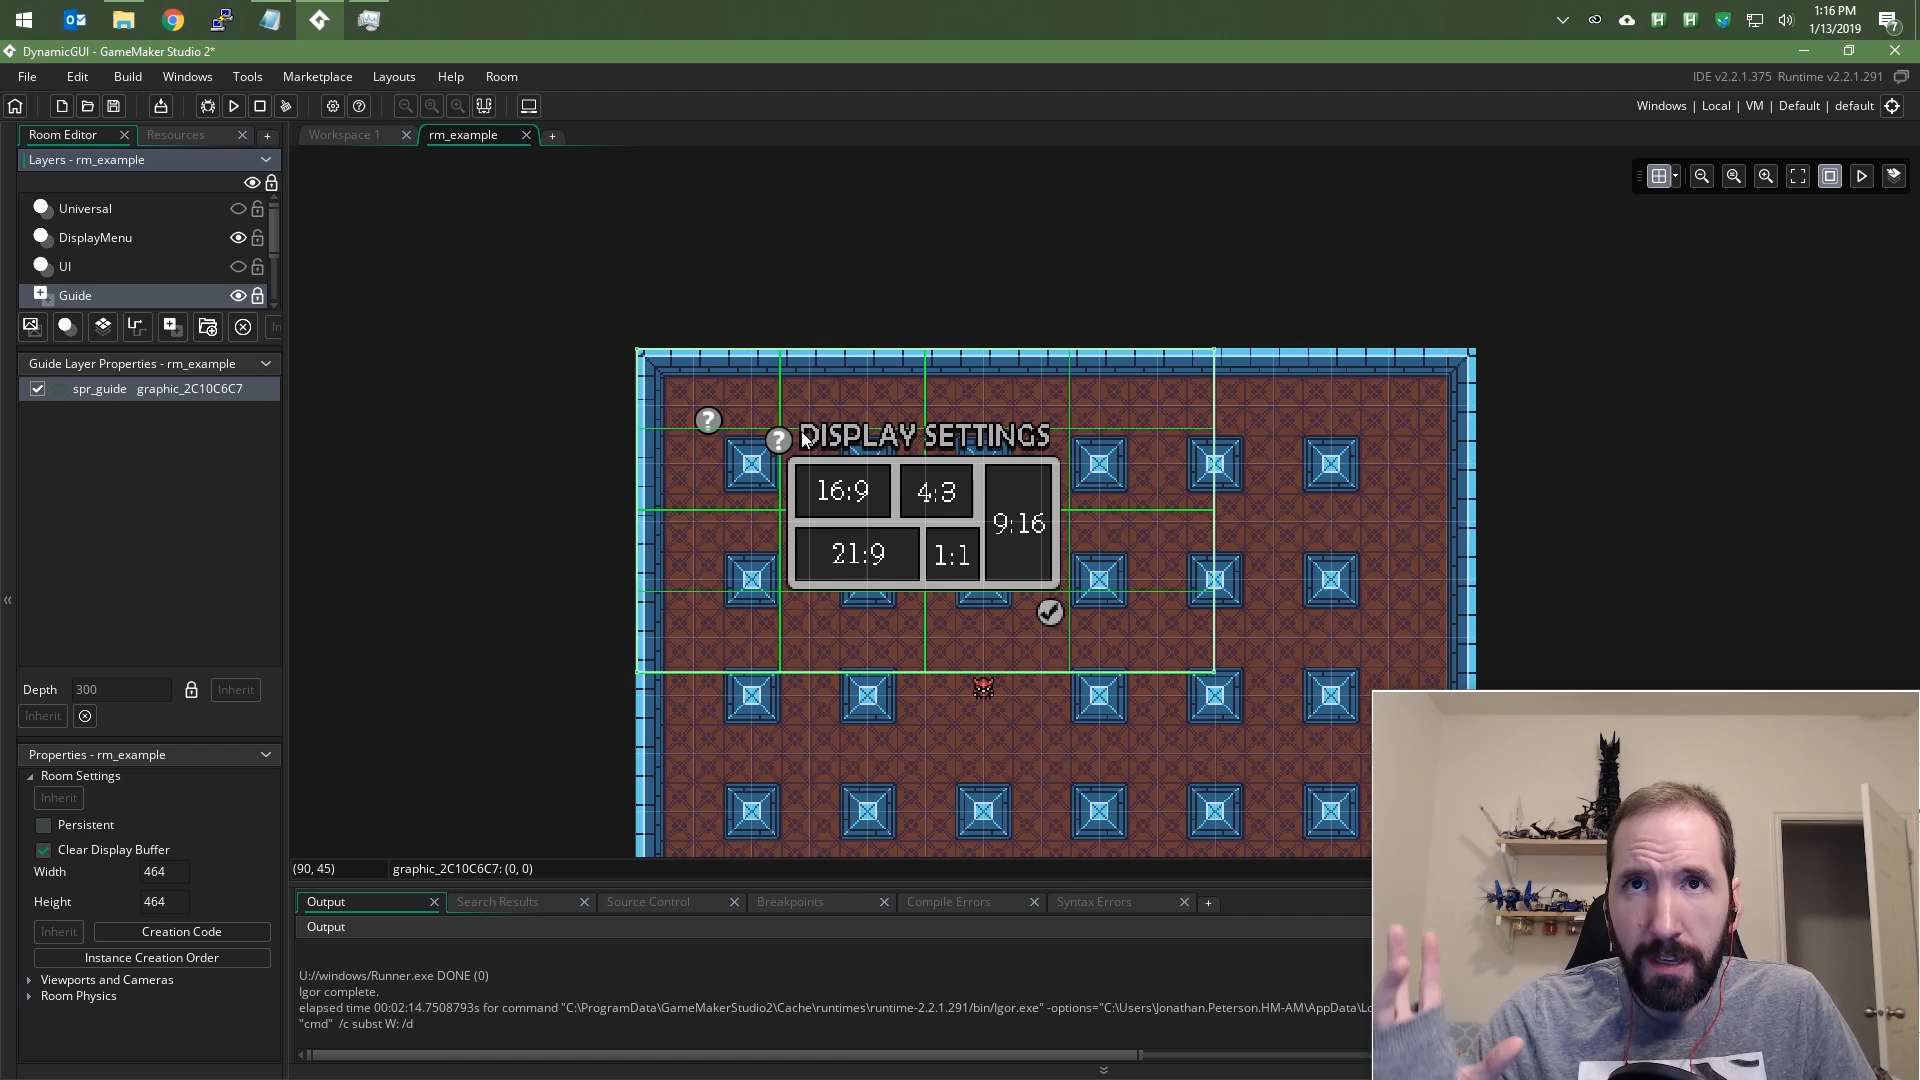 1:16 PM
1/13/2019
7
DynamicGUI - GameMaker Studio 2*
File Edit Build Windows Tools Marketplace Layouts Help Room
IDE v2.2.1.375 Runtime v2.2.1.291
Windows | Local | VM | Default | default
Room Editor
Resources
Workspace 1
rm_example
Layers - rm_example
Universal
DisplayMenu
UI
Guide
In
Guide Layer Properties - rm_example
spr_guide graphic_2C10C6C7
Depth 300 Inherit
Inherit
Properties - rm_example
Room Settings
Inherit
Persistent
Clear Display Buffer
Width 464
Height 464
Inherit Creation Code
Instance Creation Order
Viewports and Cameras
Room Physics
?
? DISPLAY SETTINGS
16:9 4:3
9:16
21:9 1:1
(90, 45) graphic_2C10C6C7: (0, 0)
Output Search Results Source Control Breakpoints Compile Errors Syntax Errors
Output
U://windows/Runner.exe DONE (0)
Igor complete.
elapsed time 00:02:14.7508793s for command "C:\ProgramData\GameMakerStudio2\Cache\runtimes\runtime-2.2.1.291/bin/Igor.exe" -options="C:\Users\Jonathan.Peterson.HM-AM\AppData\Lo
"cmd" /c subst W: /d